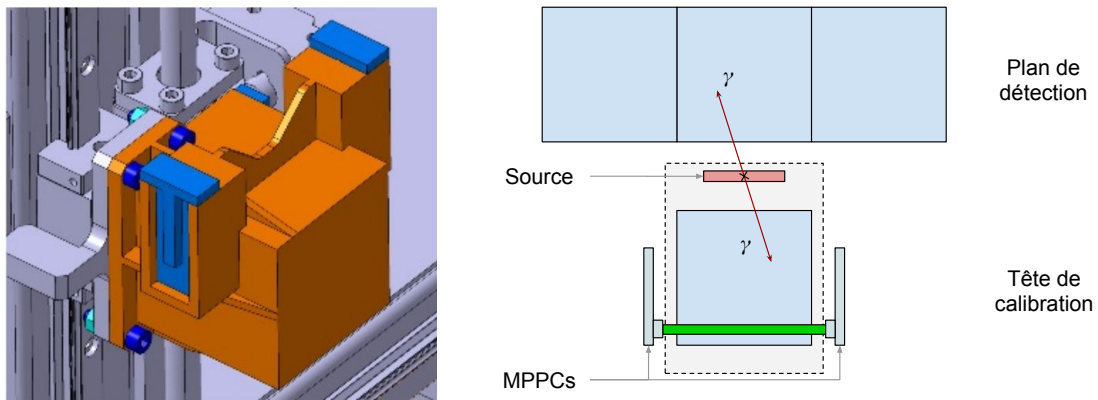 γ
Plan de
détection
Source
γ
Tête de
calibration
MPPCs